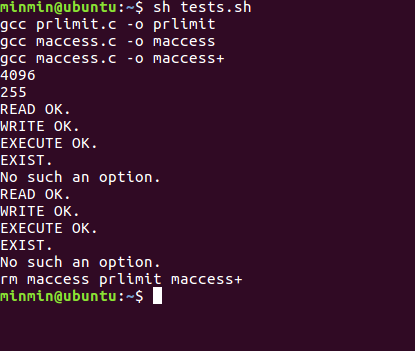 minmin@ubuntu:~$ sh tests.sh
gcc prlimit.c -o prlimit
gcc maccess.c -o maccess
gcc maccess.c -o maccess+
4096
255
READ OK.
WRITE OK.
EXECUTE OK.
EXIST.
No such an option.
READ OK.
WRITE OK.
EXECUTE OK.
EXIST.
No such an option.
rm maccess prlimit maccess+
minmin@ubuntu:~$